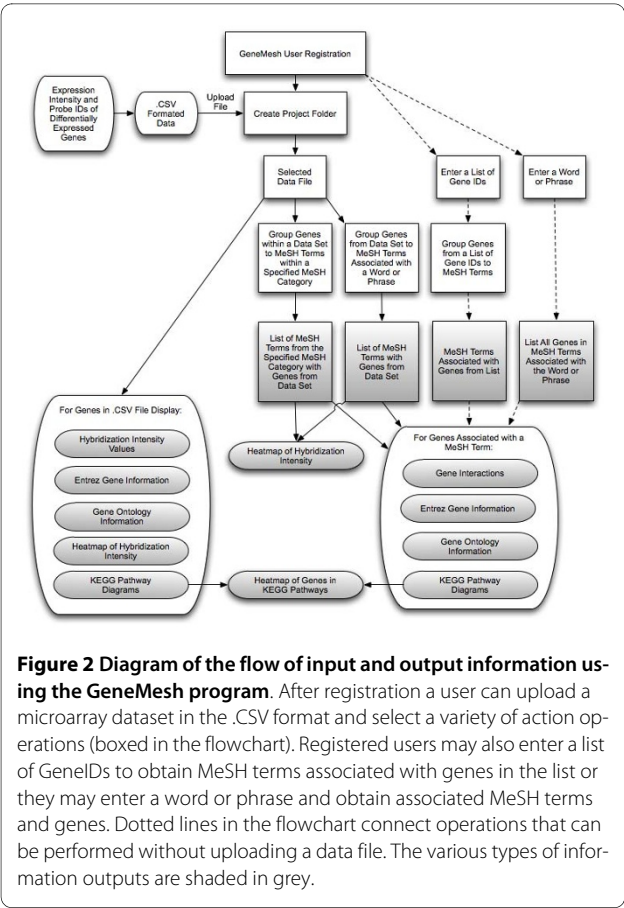 GeneMesh User Registration
Expression
Intensity and
Probe IDs of
Differentially
Expressed
Genes
.CSV
Formated
Data
Upload
File
Create Project Folder
Selected
Data File
Enter a List of
Gene IDs
Enter a Word
or Phrase
Group Genes
within a Data Set
to MeSH Terms
within a
Specified MeSH
Category
Group Genes
from Data Set to
MeSH Terms
Associated with
a Word or
Phrase
Group Genes
from a List of
Gene IDs to
MeSH Terms
List of MeSH
Terms from the
Specified MeSH
Category with
Genes from
Data Set
List of MeSH
Terms with
Genes from
Data Set
MeSH Terms
Associated with
Genes from List
List All Genes in
MeSH Terms
Associated with
the Word or
Phrase
For Genes in .CSV File Display:
Hybridization Intensity
Values
Entrez Gene Information
Gene Ontology
Information
Heatmap of Hybridization
Intensity
KEGG Pathway
Diagrams
Heatmap of Hybridization
Intensity
Heatmap of Genes in
KEGG Pathways
For Genes Associated with a
MeSH Term:
Gene Interactions
Entrez Gene Information
Gene Ontology
Information
KEGG Pathway
Diagrams
Figure 2 Diagram of the flow of input and output information us-
ing the GeneMesh program. After registration a user can upload a
microarray dataset in the .CSV format and select a variety of action op-
erations (boxed in the flowchart). Registered users may also enter a list
of GeneIDs to obtain MeSH terms associated with genes in the list or
they may enter a word or phrase and obtain associated MeSH terms
and genes. Dotted lines in the flowchart connect operations that can
be performed without uploading a data file. The various types of infor-
mation outputs are shaded in grey.